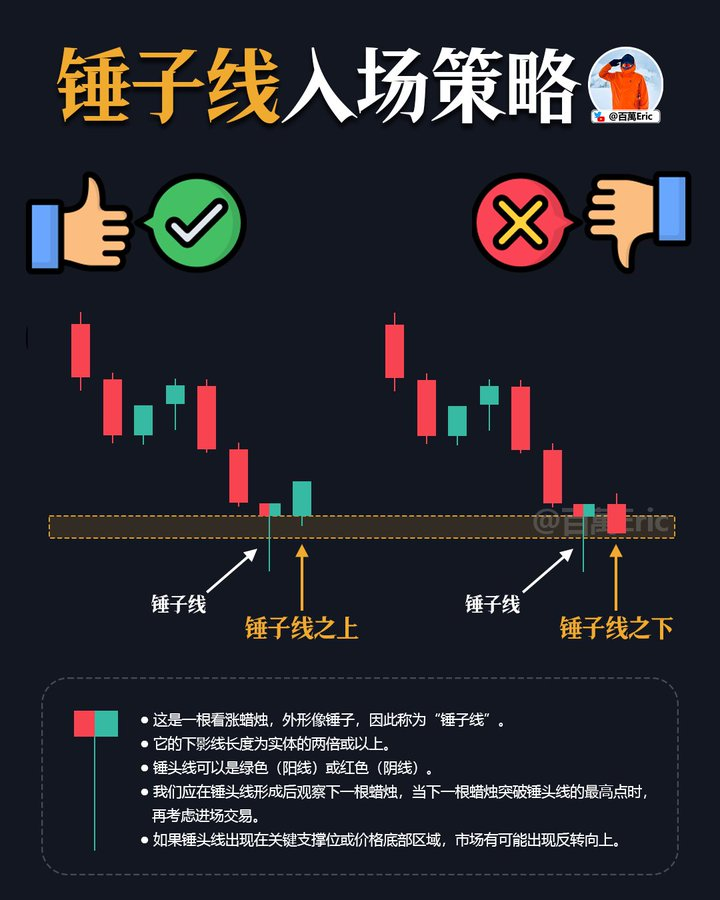 锤子线入场策略
@百萬Eric
@百萬Eric
锤子线
锤子线之上
锤子线
锤子线之下
● 这是一根看涨蜡烛，外形像锤子，因此称为“锤子线”。
● 它的下影线长度为实体的两倍或以上。
● 锤头线可以是绿色（阳线）或红色（阴线）。
● 我们应在锤头线形成后观察下一根蜡烛，当下一根蜡烛突破锤头线的最高点时，
再考虑进场交易。
● 如果锤头线出现在关键支撑位或价格底部区域，市场有可能出现反转向上。